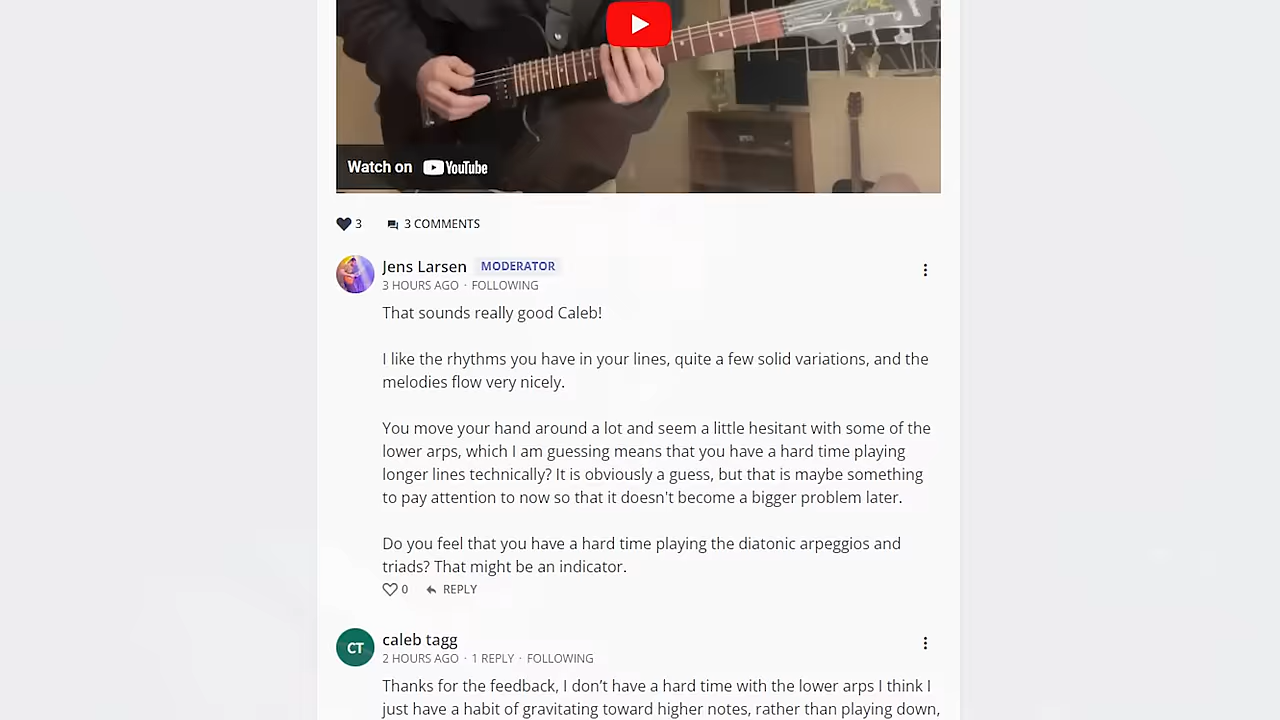 Watch on YouTube
3 3 COMMENTS
Jens Larsen MODERATOR
3 HOURS AGO · FOLLOWING
That sounds really good Caleb!
I like the rhythms you have in your lines, quite a few solid variations, and the
melodies flow very nicely.
You move your hand around a lot and seem a little hesitant with some of the
lower arps, which I am guessing means that you have a hard time playing
longer lines technically? It is obviously a guess, but that is maybe something
to pay attention to now so that it doesn't become a bigger problem later.
Do you feel that you have a hard time playing the diatonic arpeggios and
triads? That might be an indicator.
0 REPLY
CT
caleb tagg
2 HOURS AGO · 1 REPLY · FOLLOWING
Thanks for the feedback, I don’t have a hard time with the lower arps I think I
just have a habit of gravitating toward higher notes, rather than playing down,